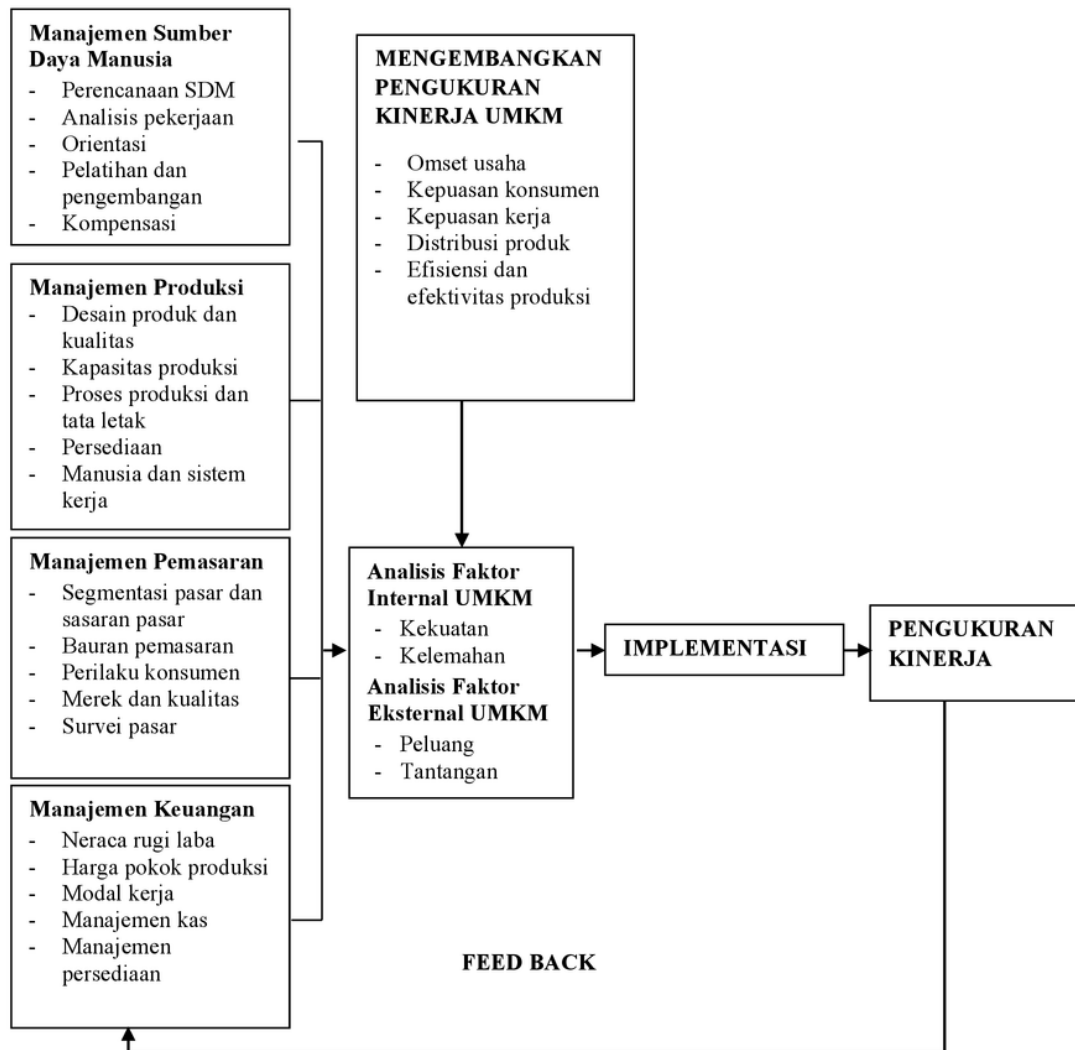 Manajemen Sumber
Daya Manusia
- Perencanaan SDM
- Analisis pekerjaan
- Orientasi
- Pelatihan dan
pengembangan
- Kompensasi
Manajemen Produksi
- Desain produk dan
kualitas
- Kapasitas produksi
- Proses produksi dan
tata letak
- Persediaan
- Manusia dan sistem
kerja
Manajemen Pemasaran
- Segmentasi pasar dan
sasaran pasar
- Bauran pemasaran
- Perilaku konsumen
- Merek dan kualitas
- Survei pasar
Manajemen Keuangan
- Neraca rugi laba
- Harga pokok produksi
- Modal kerja
- Manajemen kas
- Manajemen
persediaan
MENGEMBANGKAN
PENGUKURAN
KINERJA UMKM
- Omset usaha
- Kepuasan konsumen
- Kepuasan kerja
- Distribusi produk
- Efisiensi dan
efektivitas produksi
Analisis Faktor
Internal UMKM
- Kekuatan
- Kelemahan
Analisis Faktor
Eksternal UMKM
- Peluang
- Tantangan
IMPLEMENTASI
PENGUKURAN
KINERJA
FEED BACK